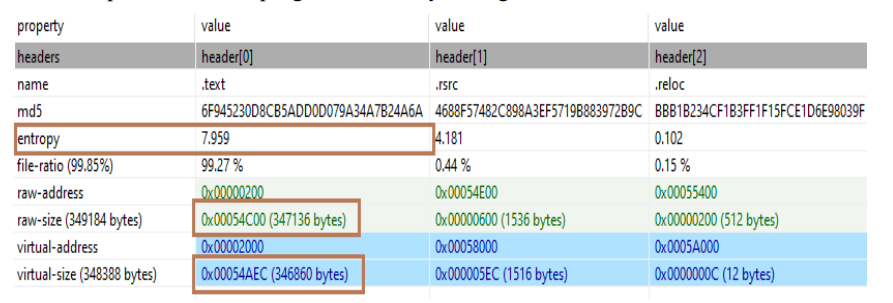 property value value value
headers header[0] header[1] header[2]
name .text .rsrc .reloc
md5 6F945230D8CB5ADD0D079A34A7B24A6A 4688F57482C898A3EF5719B883972B9C BBB1B234CF1B3FF1F15FCE1D6E98039F
entropy 7.959 4.181 0.102
file-ratio (99.85%) 99.27 % 0.44 % 0.15 %
raw-address 0x00000200 0x00054E00 0x00055400
raw-size (349184 bytes) 0x00054C00 (347136 bytes) 0x00000600 (1536 bytes) 0x00000200 (512 bytes)
virtual-address 0x00002000 0x00058000 0x0005A000
virtual-size (348388 bytes) 0x00054AEC (346860 bytes) 0x000005EC (1516 bytes) 0x0000000C (12 bytes)